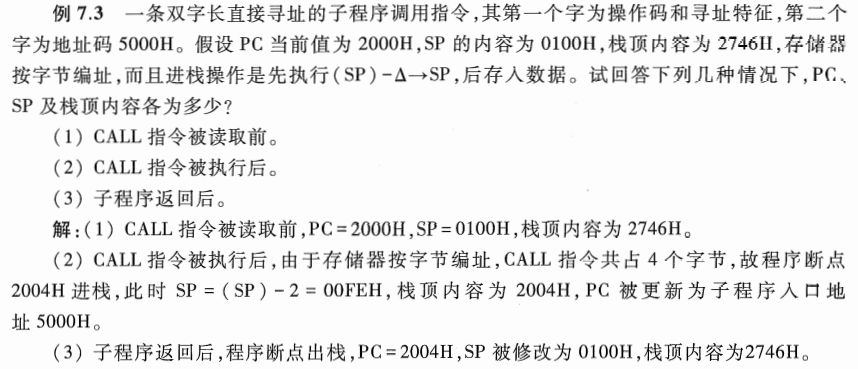 例 7.3 一条双字长直接寻址的子程序调用指令,其第一个字为操作码和寻址特征,第二个
字为地址码 5000H。假设 PC 当前值为 2000H,SP 的内容为 0100H,栈顶内容为 2746H,存储器
按字节编址,而且进栈操作是先执行(SP)-Δ→SP,后存入数据。试回答下列几种情况下,PC、
SP 及栈顶内容各为多少?
(1) CALL 指令被读取前。
(2) CALL 指令被执行后。
(3) 子程序返回后。
解:(1) CALL 指令被读取前,PC=2000H,SP=0100H,栈顶内容为 2746H。
(2) CALL 指令被执行后,由于存储器按字节编址,CALL 指令共占 4 个字节,故程序断点
2004H 进栈,此时 SP=(SP)-2=00FEH,栈顶内容为 2004H,PC 被更新为子程序入口地
址 5000H。
(3) 子程序返回后,程序断点出栈,PC=2004H,SP 被修改为 0100H,栈顶内容为2746H。